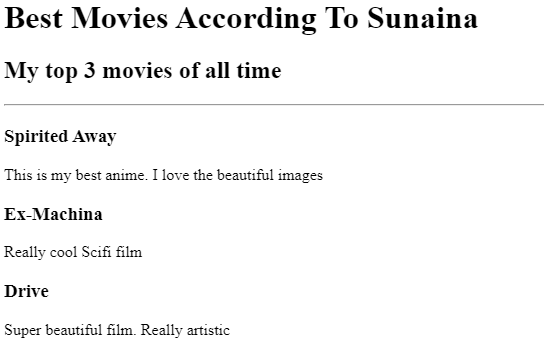 Best Movies According To Sunaina
My top 3 movies of all time
Spirited Away
This is my best anime. I love the beautiful images
Ex-Machina
Really cool Scifi film
Drive
Super beautiful film. Really artistic